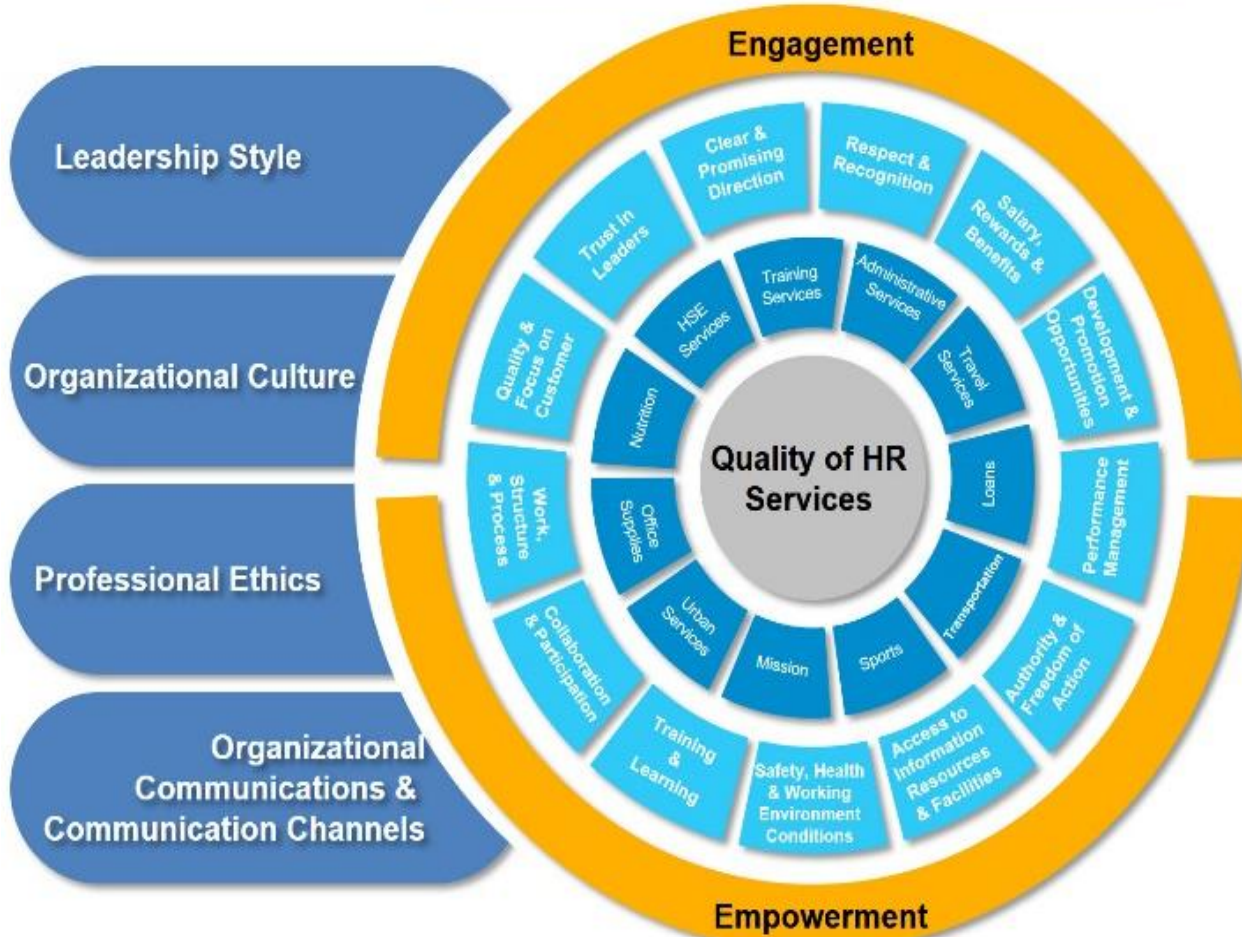 Leadership Style
Organizational Culture
Professional Ethics
Organizational
Communications &
Communication Channels
Engagement
Clear &
Promising
Direction
Respect &
Recognition
Salary,
Rewards &
Benefits
Development &
Promotion
Opportunities
Performance
Management
Authority &
Freedom of
Action
Access to
Information
Resources
& Facilities
Safety, Health
& Working
Environment
Conditions
Training
&
Learning
Collaboration
& Participation
Work,
Structure
& Process
Quality &
Focus on
Customer
Trust in
Leaders
Training
Services
Administrative
Services
Travel
Services
Loans
Transportation
Sports
Mission
Urban
Services
Office
Supplies
Nutrition
HSE
Services
Quality of HR
Services
Empowerment